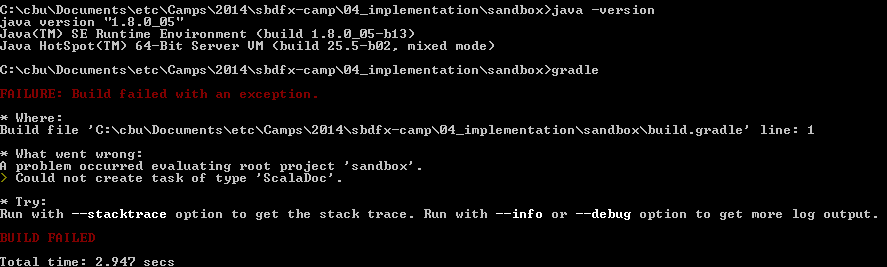 C:\cbu\Documents\etc\Camps\2014\sbdfx-camp\04_implementation\sandbox>java -version
java version "1.8.0_05"
Java(TM) SE Runtime Environment (build 1.8.0_05-b13)
Java HotSpot(TM) 64-Bit Server VM (build 25.5-b02, mixed mode)
C:\cbu\Documents\etc\Camps\2014\sbdfx-camp\04_implementation\sandbox>gradle
FAILURE: Build failed with an exception.
* Where:
Build file 'C:\cbu\Documents\etc\Camps\2014\sbdfx-camp\04_implementation\sandbox\build.gradle' line: 1
* What went wrong:
A problem occurred evaluating root project 'sandbox'.
> Could not create task of type 'ScalaDoc'.
* Try:
Run with --stacktrace option to get the stack trace. Run with --info or --debug option to get more log output.
BUILD FAILED
Total time: 2.947 secs